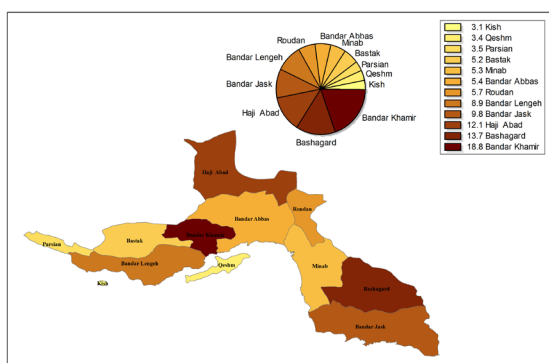 Roudan
Bandar Abbas
Minab
Bandar Lengeh
Bastak
Parsian
Qeshm
Bandar Jask
Kish
Haji Abad
Bandar Khamir
Bashagard
3.1 Kish
3.4 Qeshm
3.5 Parsian
5.2 Bastak
5.3 Minab
5.4 Bandar Abbas
5.7 Roudan
8.9 Bandar Lengeh
9.8 Bandar Jask
12.1 Haji Abad
13.7 Bashagard
18.8 Bandar Khamir
Haji Abad
Roudan
Bandar Abbas
Bandar Khamir
Parsian
Bastak
Bandar Lengeh
Qeshm
Minab
Kish
Bashagard
Bandar Jask